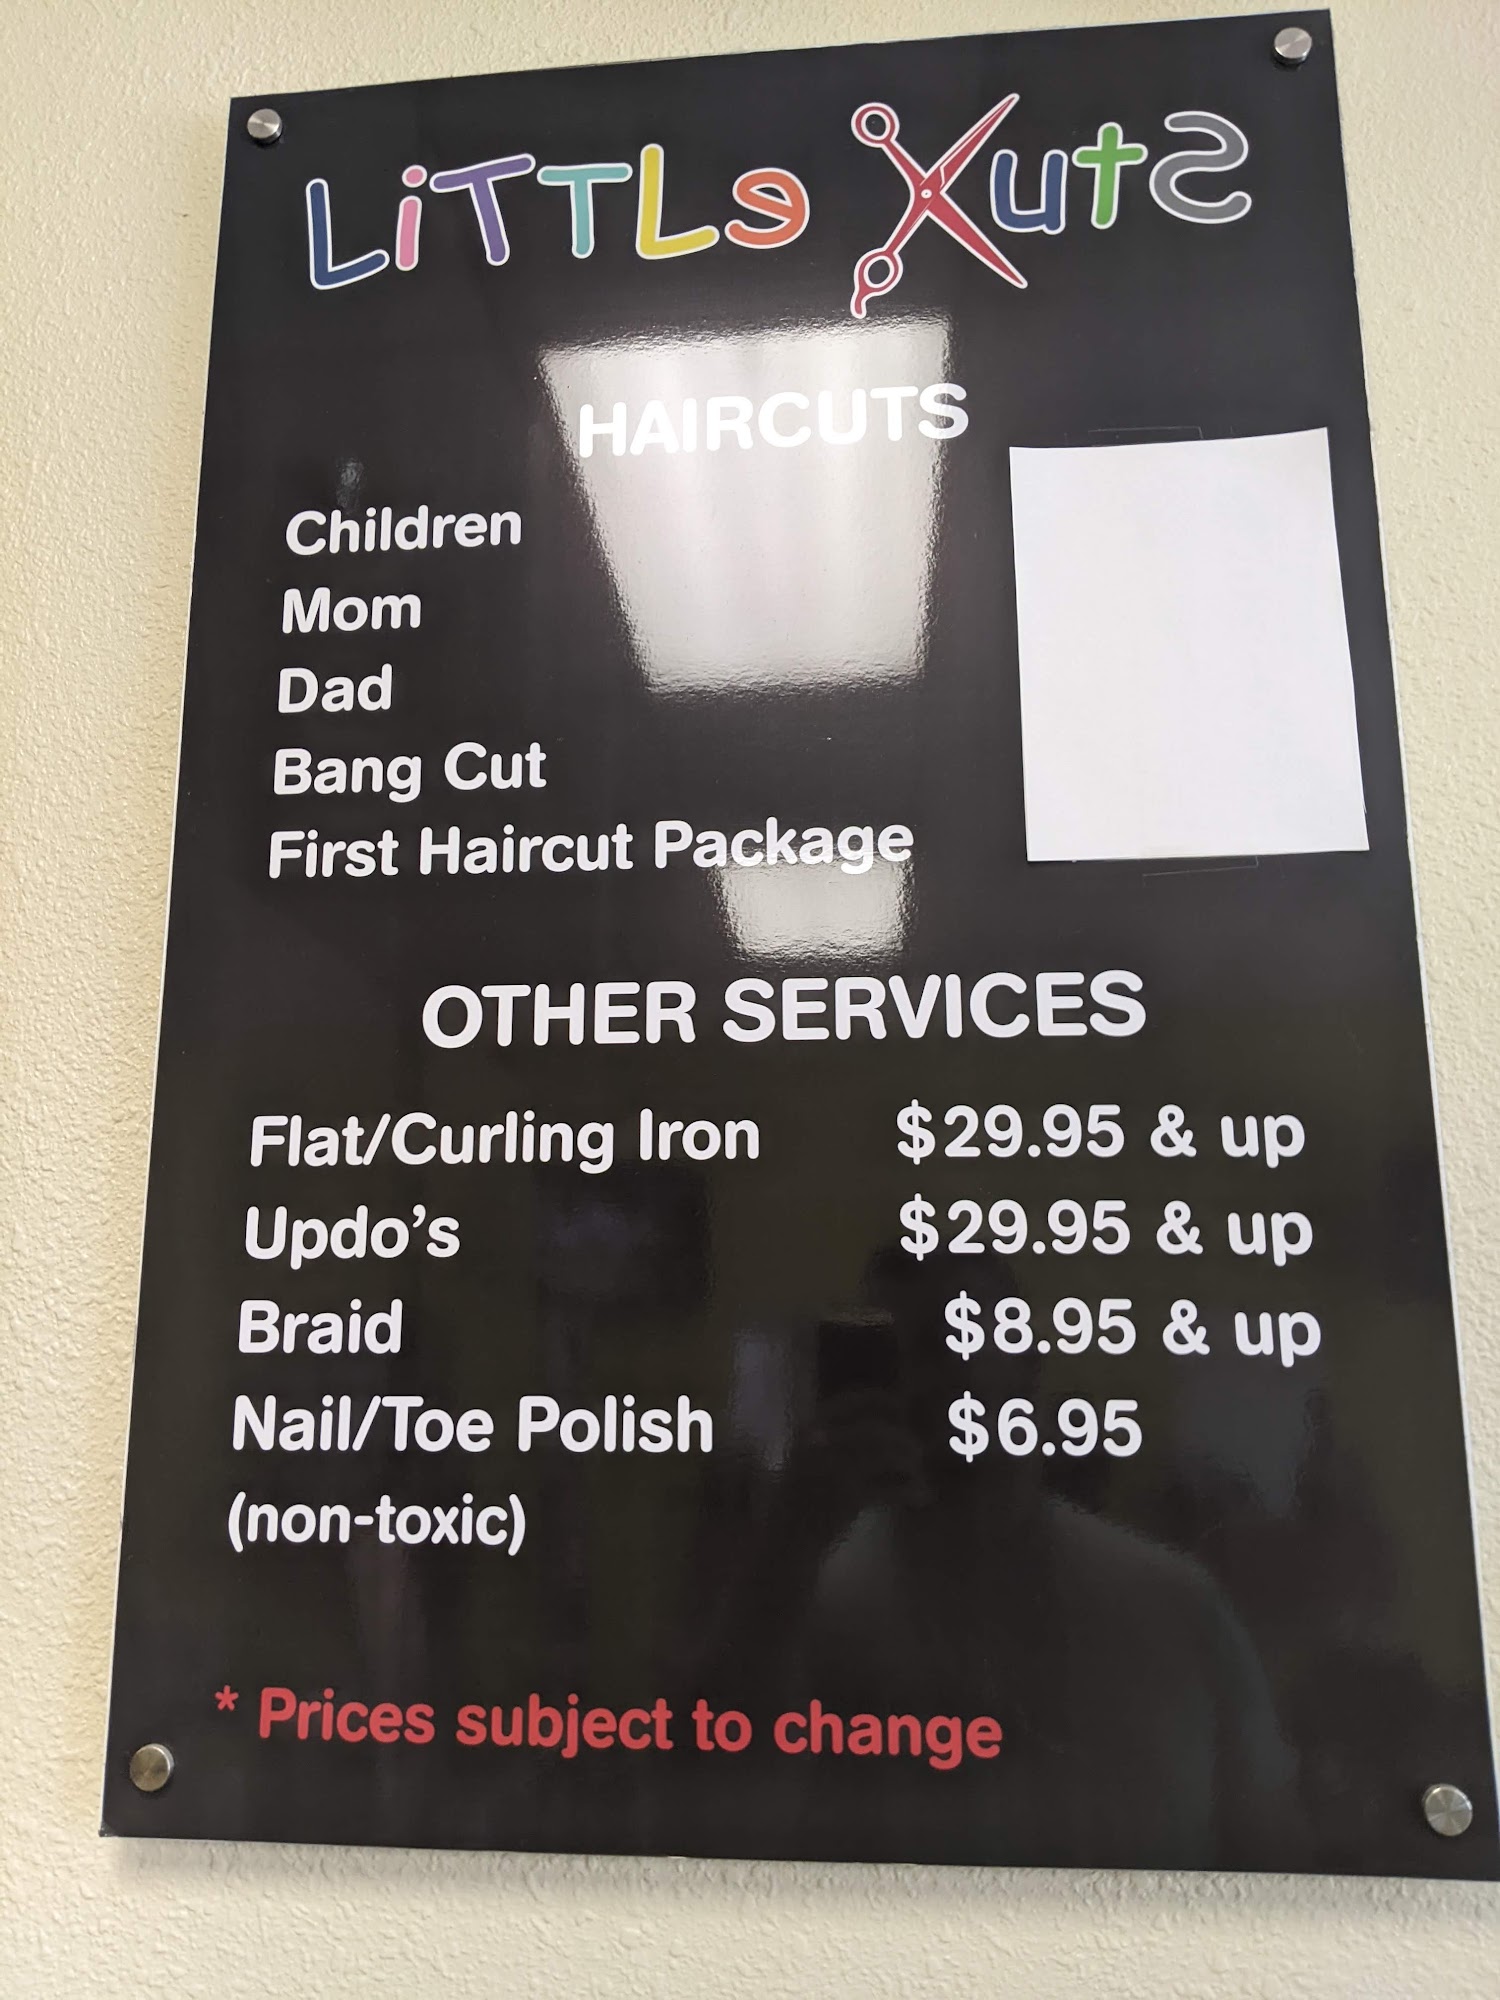 LiTTLe KutS
HAIRCUTS
Children
Mom
Dad
Bang Cut
First Haircut Package
OTHER SERVICES
Flat/Curling Iron $29.95 & up
Updo's $29.95 & up
Braid $8.95 & up
Nail/Toe Polish $6.95
(non-toxic)
* Prices subject to change